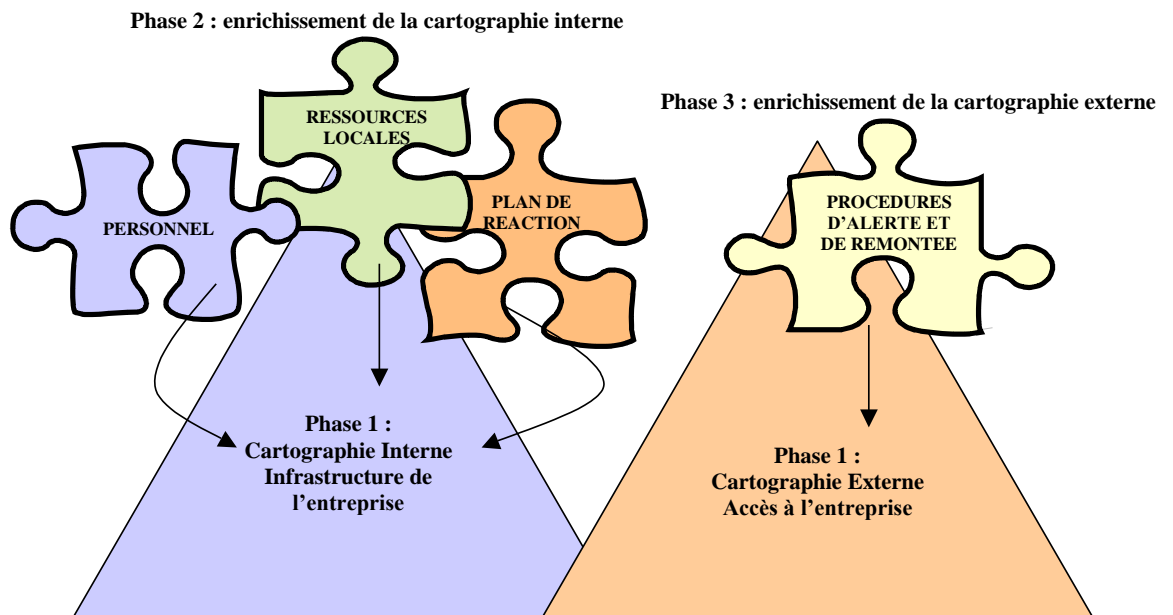 Phase 2 : enrichissement de la cartographie interne
RESSOURCES
LOCALES
PERSONNEL
PLAN DE
REACTION
Phase 1 :
Cartographie Interne
Infrastructure de
l’entreprise
Phase 3 : enrichissement de la cartographie externe
PROCEDURES
D’ALERTE ET
DE REMONTEE
Phase 1 :
Cartographie Externe
Accès à l’entreprise